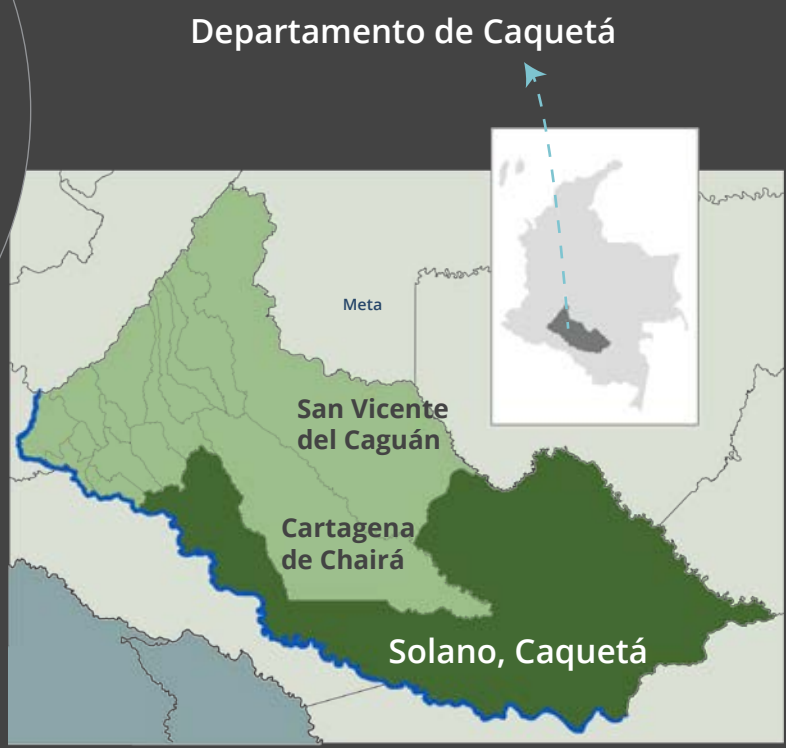 Departamento de Caquetá
Meta
San Vicente
del Caguán
Cartagena
de Chairá
Solano, Caquetá